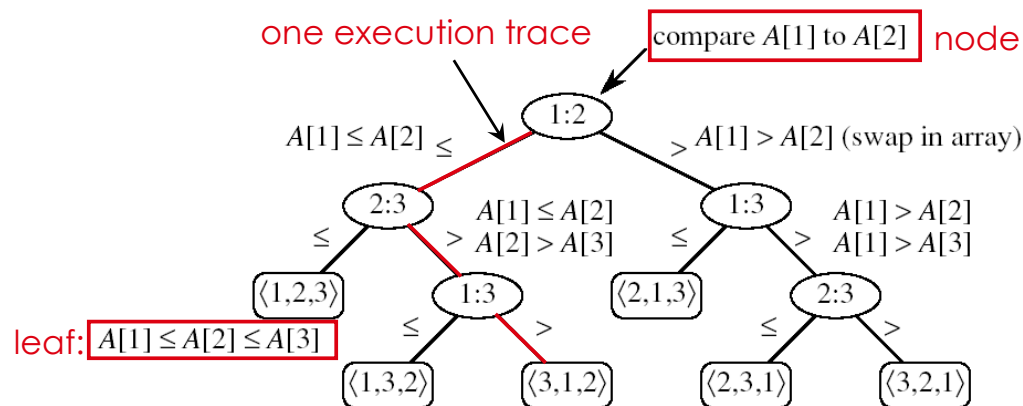 one execution trace
compare A[1] to A[2]
node
1:2
A[1] ≤ A[2]
≤
>
A[1] > A[2] (swap in array)
2:3
A[1] ≤ A[2]
A[2] > A[3]
1:3
A[1] > A[2]
A[1] > A[3]
≤
>
≤
>
⟨1,2,3⟩
1:3
⟨2,1,3⟩
2:3
leaf: A[1] ≤ A[2] ≤ A[3]
≤
>
≤
>
⟨1,3,2⟩
⟨3,1,2⟩
⟨2,3,1⟩
⟨3,2,1⟩